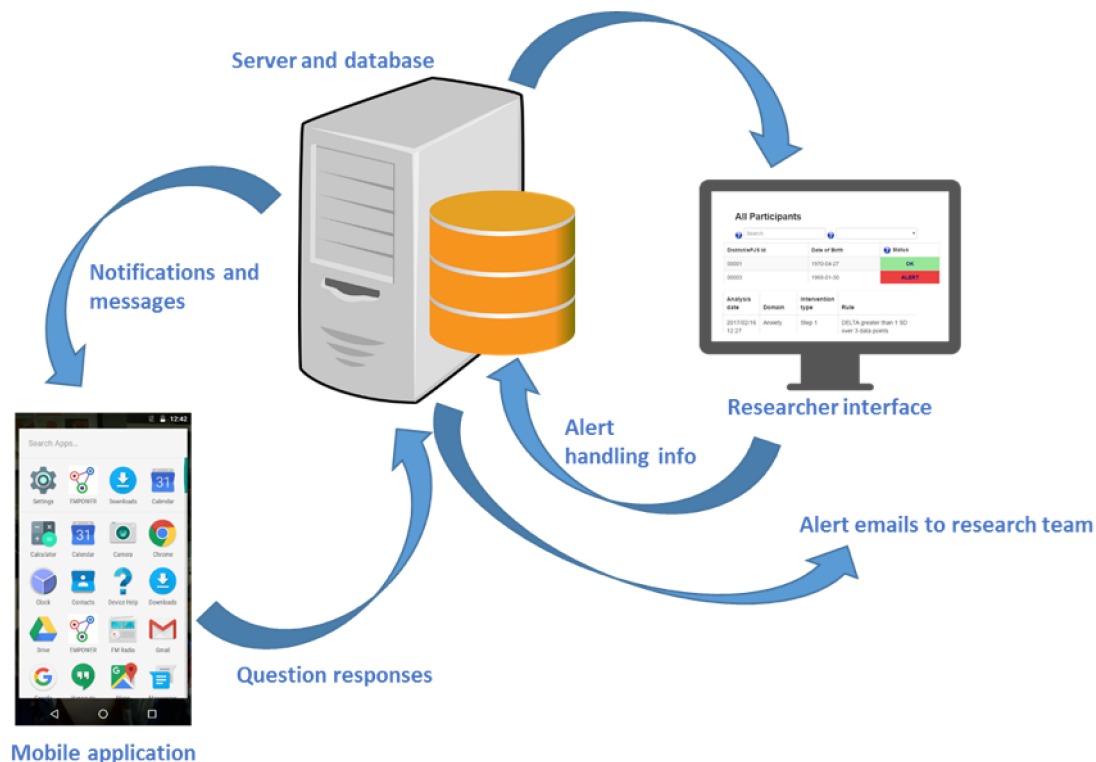 Server and database
Notifications and
messages
All Participants
Search
Date of Birth
Status
00001
1970-04-27
OK
00003
1960-01-30
ALERT
Analysis
date
Domain
Intervention
type
Rule
2017/02/16
12:27
Anxiety
Step 1
DELTA greater than 1 SD
over 3 data points
Researcher interface
Alert
handling info
Alert emails to research team
12:42
Search Apps...
Settings
EMPOWER
Downloads
Calendar
Calculator
Calendar
Camera
Chrome
Clock
Contacts
Device Help
Downloads
Drive
EMPOWER
FM Radio
Gmail
Question responses
Mobile application